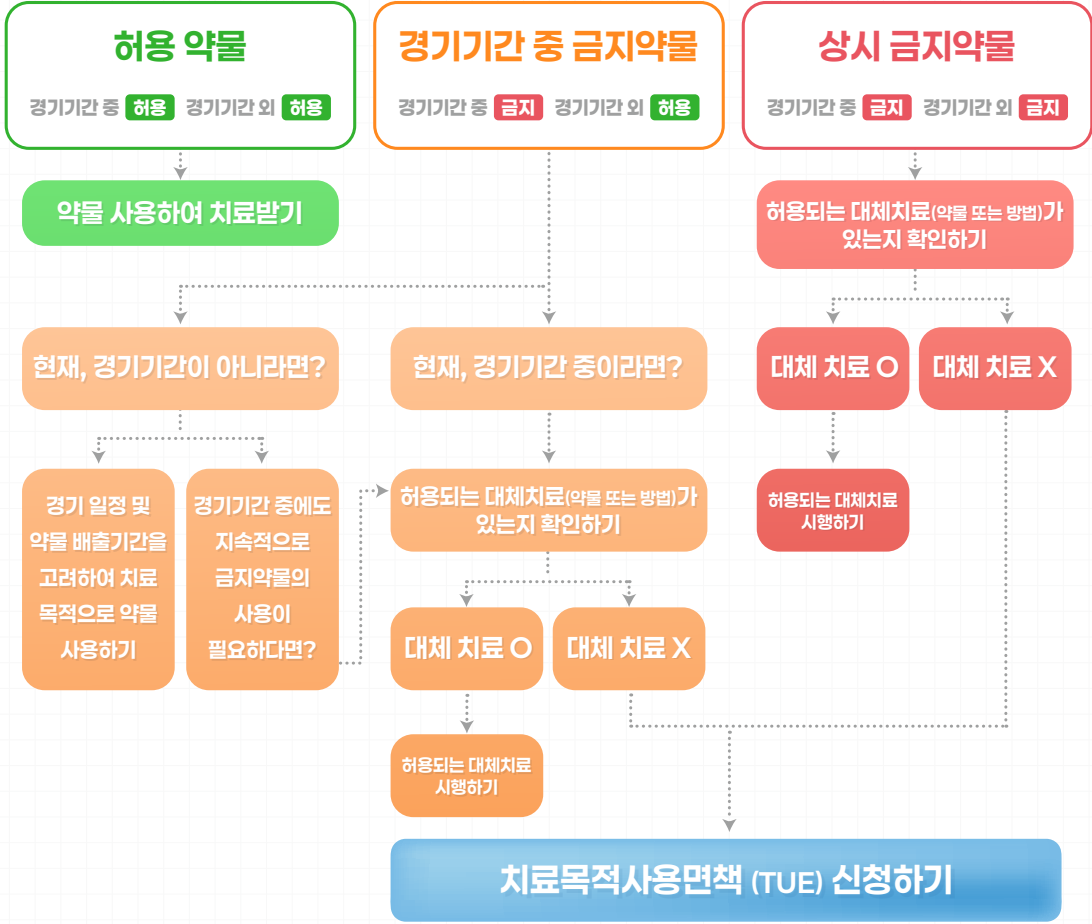 허용 약물
경기기간 중 허용 경기기간 외 허용
경기기간 중 금지약물
경기기간 중 금지 경기기간 외 허용
상시 금지약물
경기기간 중 금지 경기기간 외 금지
약물 사용하여 치료받기
허용되는 대체치료(약물 또는 방법)가
있는지 확인하기
현재, 경기기간이 아니라면?
현재, 경기기간 중이라면?
대체 치료 O
대체 치료 X
경기 일정 및
약물 배출기간을
고려하여 치료
목적으로 약물
사용하기
경기기간 중에도
지속적으로
금지약물의
사용이
필요하다면?
허용되는 대체치료(약물 또는 방법)가
있는지 확인하기
허용되는 대체치료
시행하기
대체 치료 O
대체 치료 X
허용되는 대체치료
시행하기
치료목적사용면책 (TUE) 신청하기